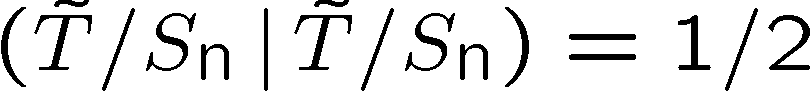 (T̃/Sₙ | T̃/Sₙ) = 1/2